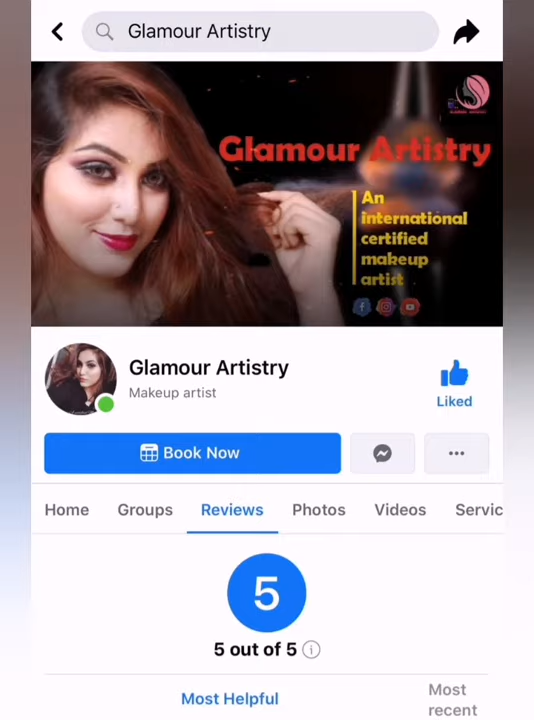 Glamour Artistry
Glamour Artistry
An
international
certified
makeup
artist
Glamour Artistry
Makeup artist
Liked
Book Now
Home Groups Reviews Photos Videos Servic
5
5 out of 5
Most Helpful
Most
recent